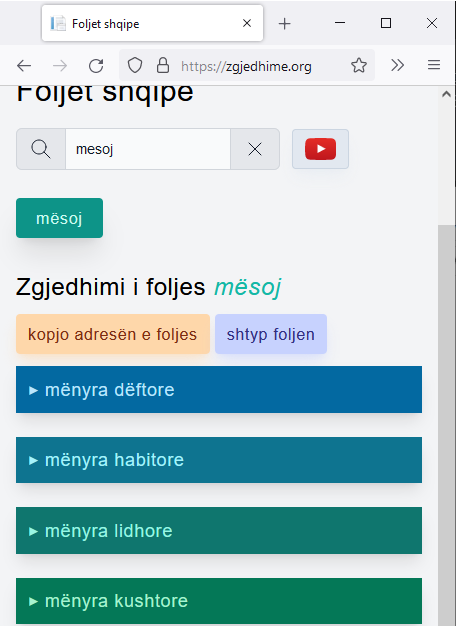 Foljet shqipe
https://zgjedhime.org
Foljet shqipe
mesoj
mësoj
Zgjedhimi i foljes mësoj
kopjo adresën e foljes shtyp foljen
▸ mënyra dëftore
▸ mënyra habitore
▸ mënyra lidhore
▸ mënyra kushtore